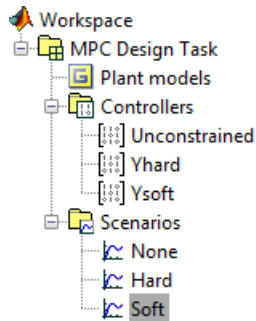 Workspace
MPC Design Task
G Plant models
Controllers
Unconstrained
Yhard
Ysoft
Scenarios
None
Hard
Soft